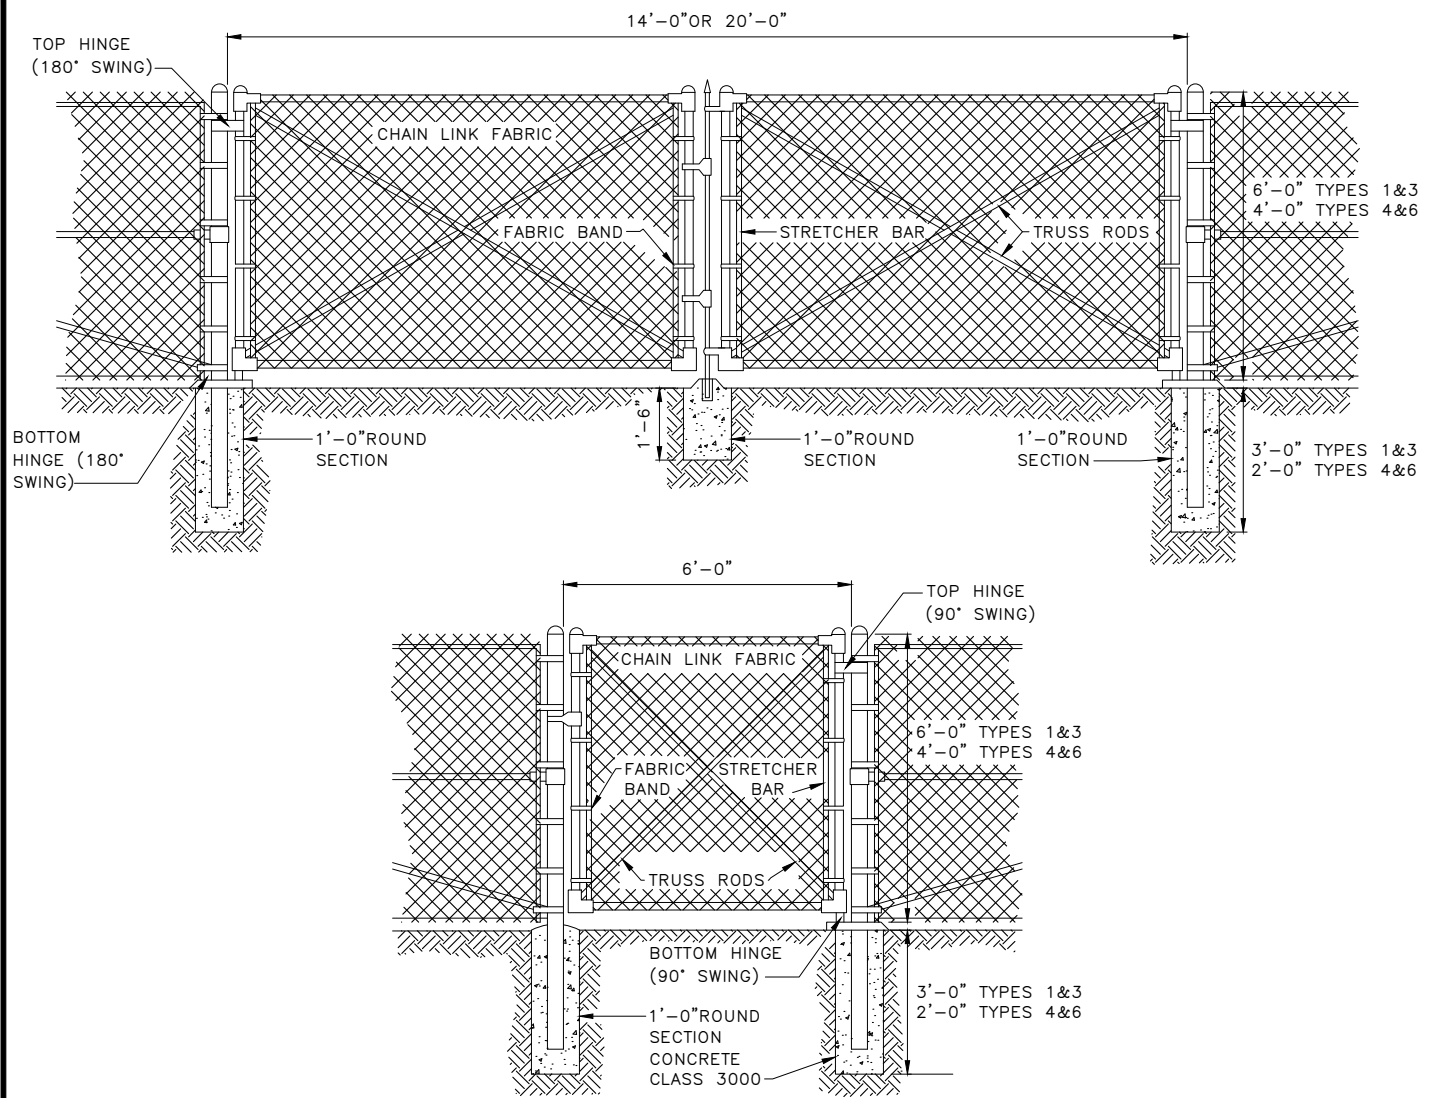 14'-0"OR 20'-0"
TOP HINGE
(180° SWING)
CHAIN LINK FABRIC
6'-0" TYPES 1&3
4'-0" TYPES 4&6
FABRIC BAND
STRETCHER BAR
TRUSS RODS
1'-6"
BOTTOM
HINGE (180°
SWING)
1'-0"ROUND
SECTION
1'-0"ROUND
SECTION
1'-0"ROUND
SECTION
3'-0" TYPES 1&3
2'-0" TYPES 4&6
6'-0"
TOP HINGE
(90° SWING)
CHAIN LINK FABRIC
6'-0" TYPES 1&3
4'-0" TYPES 4&6
FABRIC
BAND
STRETCHER
BAR
TRUSS RODS
BOTTOM HINGE
(90° SWING)
3'-0" TYPES 1&3
2'-0" TYPES 4&6
1'-0"ROUND
SECTION
CONCRETE
CLASS 3000